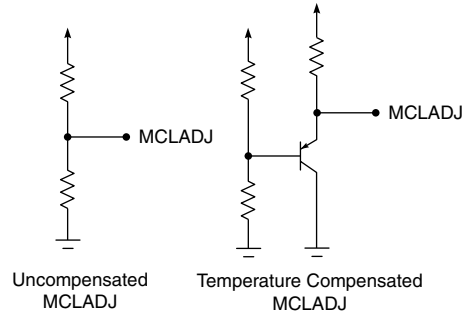 MCLADJ
MCLADJ
Uncompensated
MCLADJ
Temperature Compensated
MCLADJ